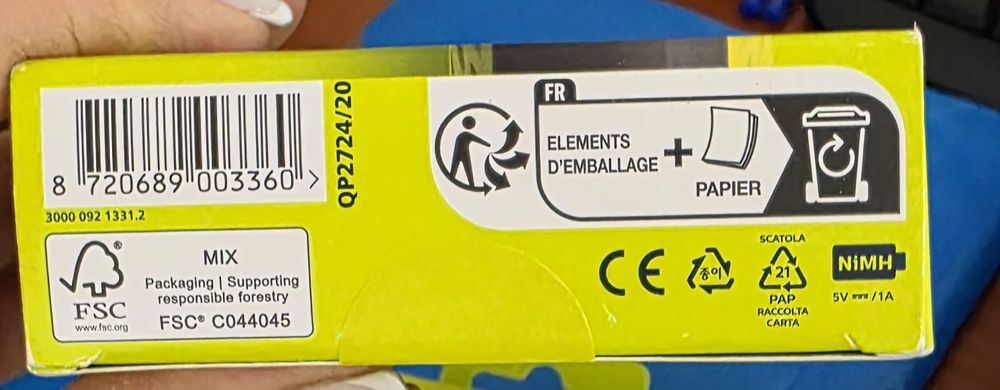 8 720689 003360 >
3000 092 1331.2
QP2724/20
FSC®
www.fsc.org
MIX
Packaging | Supporting
responsible forestry
FSC® C044045
FR
ELEMENTS
D'EMBALLAGE
+
PAPIER
CE
종이
SCATOLA
21
PAP
RACCOLTA
CARTA
NiMH
5V ⎓ /1A